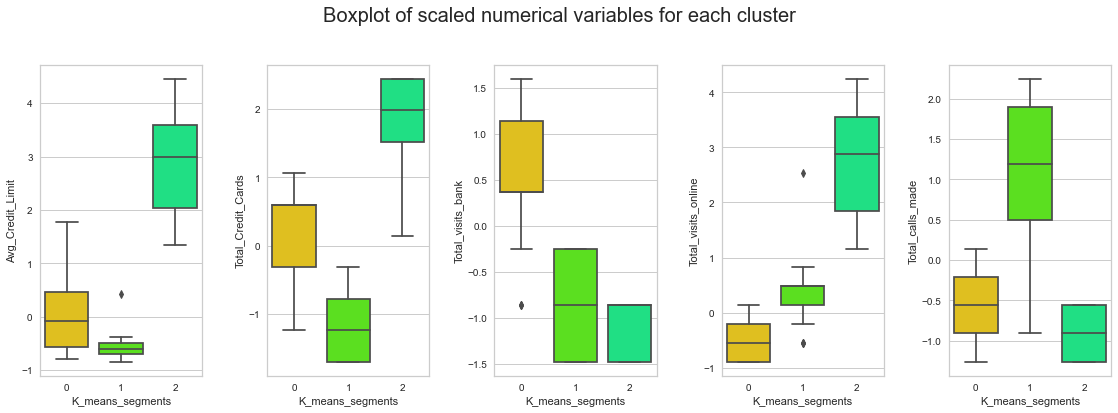 Boxplot of scaled numerical variables for each cluster
Avg_Credit_Limit
4
3
2
1
0
−1
0 1 2
K_means_segments
Total_Credit_Cards
2
1
0
−1
0 1 2
K_means_segments
Total_visits_bank
1.5
1.0
0.5
0.0
−0.5
−1.0
−1.5
0 1 2
K_means_segments
Total_visits_online
4
3
2
1
0
−1
0 1 2
K_means_segments
Total_calls_made
2.0
1.5
1.0
0.5
0.0
−0.5
−1.0
0 1 2
K_means_segments